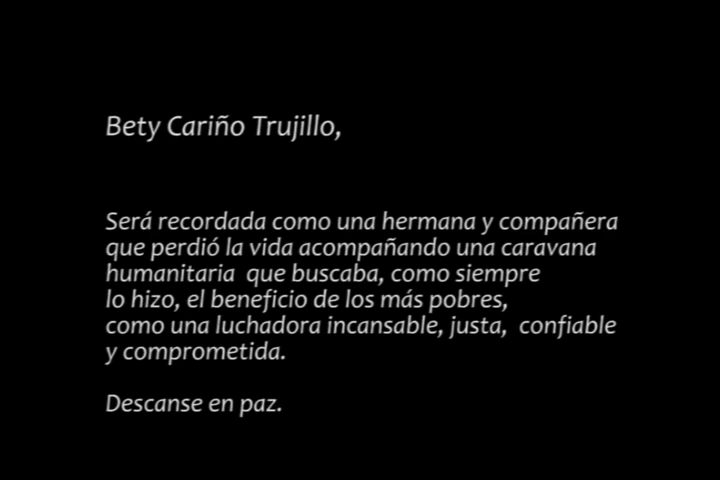 Bety Cariño Trujillo,
Será recordada como una hermana y compañera
que perdió la vida acompañando una caravana
humanitaria que buscaba, como siempre
lo hizo, el beneficio de los más pobres,
como una luchadora incansable, justa, confiable
y comprometida.
Descanse en paz.